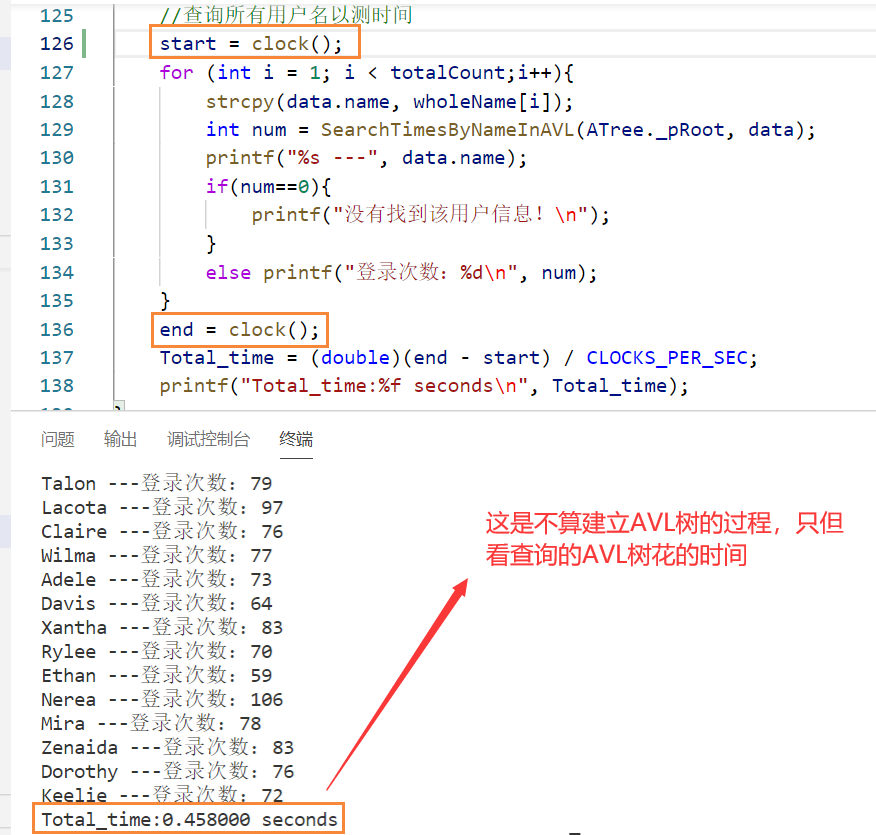 125 //查询所有用户名以测时间
126 start = clock();
127 for (int i = 1; i < totalCount;i++){
128 strcpy(data.name, wholeName[i]);
129 int num = SearchTimesByNameInAVL(ATree._pRoot, data);
130 printf("%s ---", data.name);
131 if(num==0){
132 printf("没有找到该用户信息! \n");
133 }
134 else printf("登录次数: %d\n", num);
135 }
136 end = clock();
137 Total_time = (double)(end - start) / CLOCKS_PER_SEC;
138 printf("Total_time:%f seconds\n", Total_time);
}
问题 输出 调试控制台 终端
Talon ---登录次数: 79
Lacota ---登录次数: 97
Claire ---登录次数: 76
Wilma ---登录次数: 77
Adele ---登录次数: 73
Davis ---登录次数: 64
Xantha ---登录次数: 83
Rylee ---登录次数: 70
Ethan ---登录次数: 59
Nerea ---登录次数: 106
Mira ---登录次数: 78
Zenaida ---登录次数: 83
Dorothy ---登录次数: 76
Keelie ---登录次数: 72
Total_time:0.458000 seconds
这是不算建立AVL树的过程，只但
看查询的AVL树花的时间